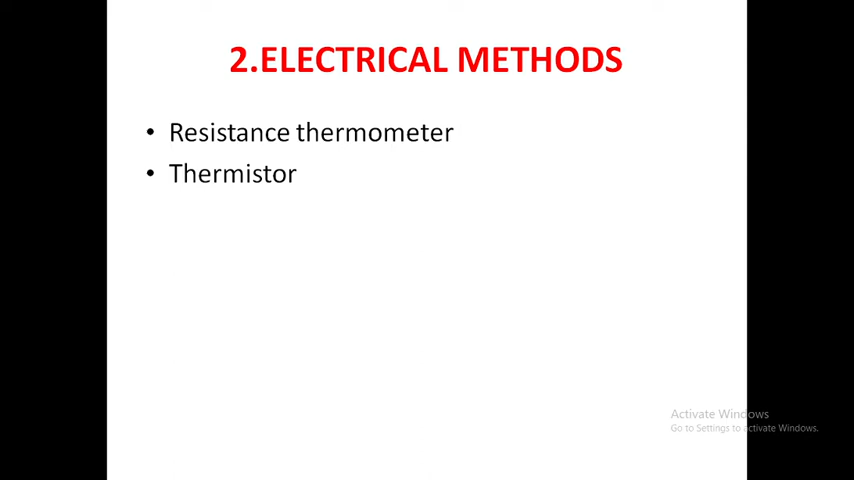 2.ELECTRICAL METHODS
• Resistance thermometer
• Thermistor
Activate Windows
Go to Settings to activate Windows.